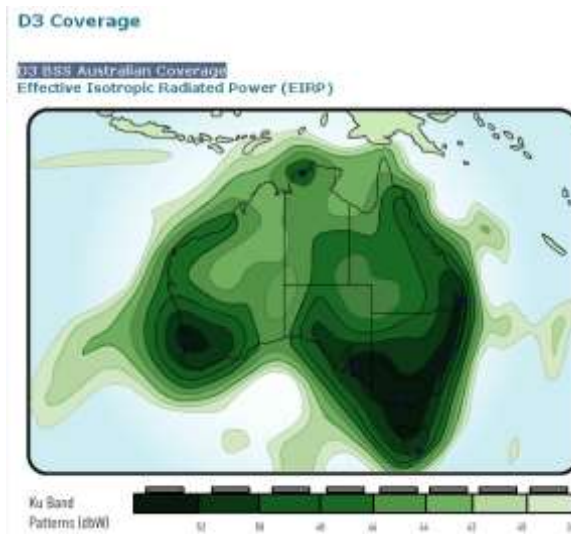 D3 Coverage
D3 BSS Australian Coverage
Effective Isotropic Radiated Power (EIRP)
Ku Band
Patterns (dbW)